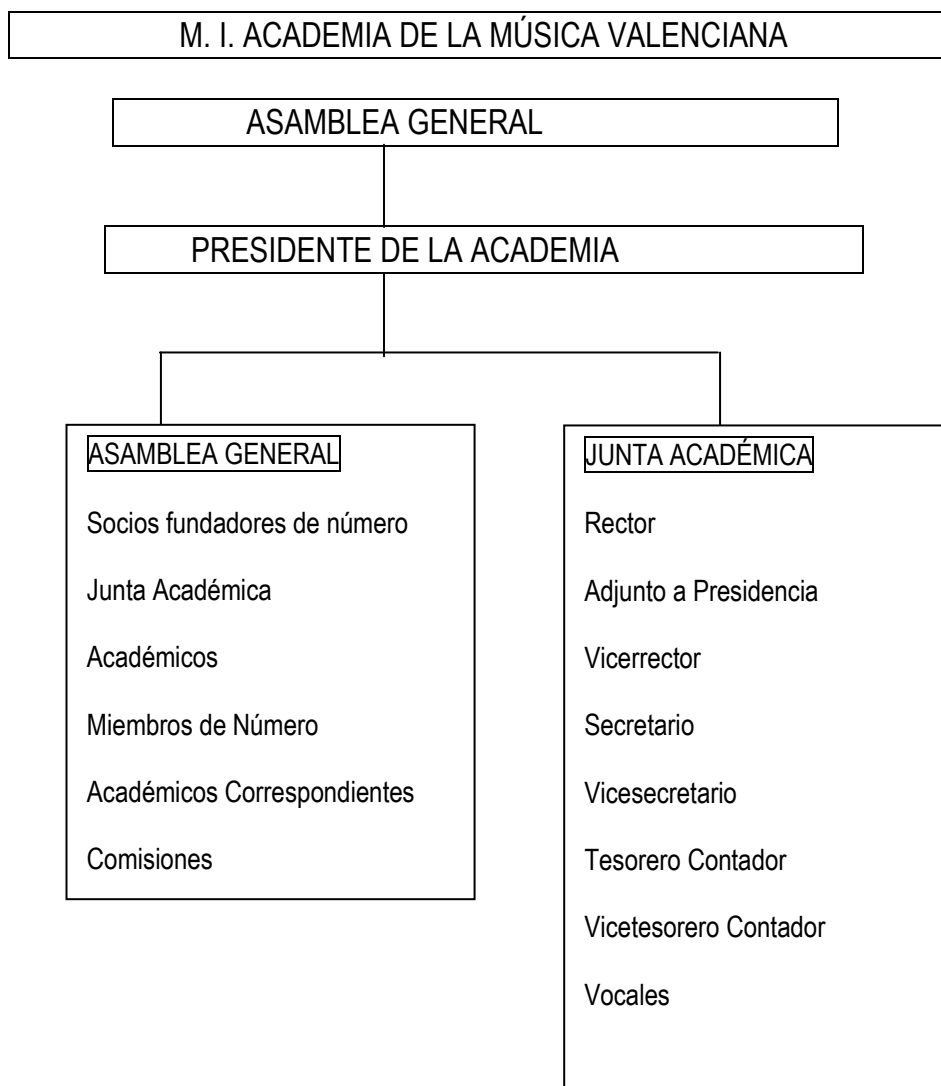 M. I. ACADEMIA DE LA MÚSICA VALENCIANA
ASAMBLEA GENERAL
PRESIDENTE DE LA ACADEMIA
ASAMBLEA GENERAL
Socios fundadores de número
Junta Académica
Académicos
Miembros de Número
Académicos Correspondientes
Comisiones
JUNTA ACADÉMICA
Rector
Adjunto a Presidencia
Vicerrector
Secretario
Vicesecretario
Tesorero Contador
Vicetesorero Contador
Vocales